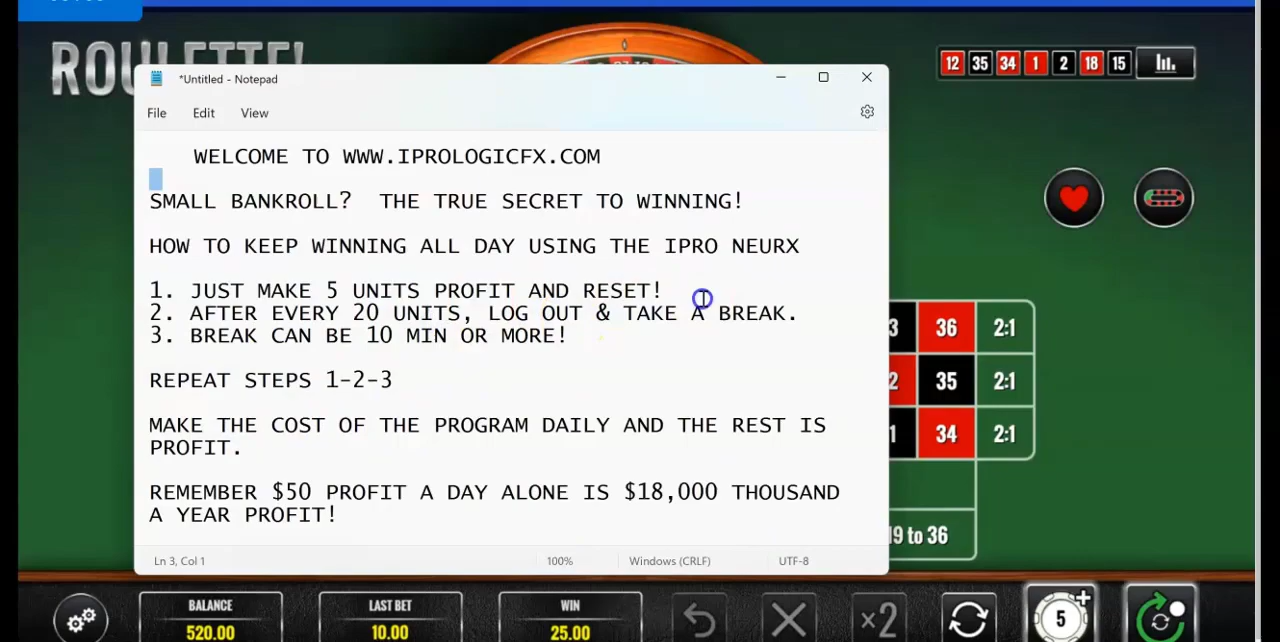 ROULETTE!
12 35 34 1 2 18 15
*Untitled - Notepad
File Edit View
WELCOME TO WWW.IPROLOGICFX.COM
SMALL BANKROLL? THE TRUE SECRET TO WINNING!
HOW TO KEEP WINNING ALL DAY USING THE IPRO NEURX
1. JUST MAKE 5 UNITS PROFIT AND RESET!
2. AFTER EVERY 20 UNITS, LOG OUT & TAKE A BREAK.
3. BREAK CAN BE 10 MIN OR MORE!
REPEAT STEPS 1-2-3
MAKE THE COST OF THE PROGRAM DAILY AND THE REST IS
PROFIT.
REMEMBER $50 PROFIT A DAY ALONE IS $18,000 THOUSAND
A YEAR PROFIT!
Ln 3, Col 1 100% Windows (CRLF) UTF-8
3 36 2:1
2 35 2:1
1 34 2:1
19 to 36
BALANCE LAST BET WIN
520.00 10.00 25.00 ×2 5